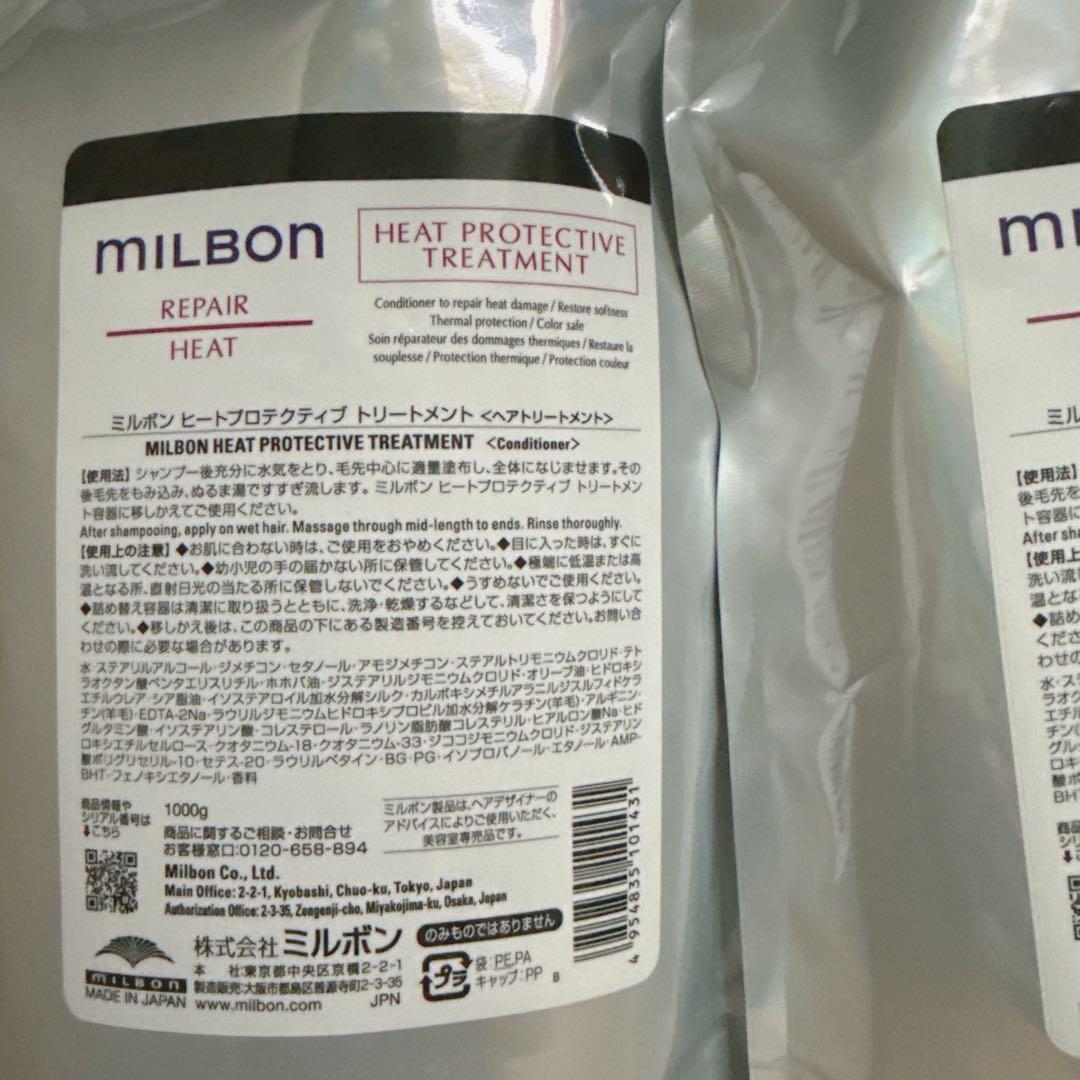 MILBON
REPAIR
HEAT
HEAT PROTECTIVE
TREATMENT
Conditioner to repair heat damage / Restore softness
Thermal protection / Color safe
Soin réparateur des dommages thermiques / Restaure la
souplesse / Protection thermique / Protection couleur
ミルボン ヒートプロテクティブ トリートメント <ヘアトリートメント>
MILBON HEAT PROTECTIVE TREATMENT <Conditioner>
【使用法】シャンプー後充分に水気をとり、毛先中心に適量塗布し、全体になじませます。その
後毛先をもみ込み、ぬるま湯ですすぎ流します。ミルボン ヒートプロテクティブ トリートメン
ト容器に移しかえてご使用ください。
After shampooing, apply on wet hair. Massage through mid-length to ends. Rinse thoroughly.
【使用上の注意】◆お肌に合わない時は、ご使用をおやめください。◆目に入った時は、すぐに
洗い流してください。◆幼小児の手の届かない所に保管してください。◆極端に低温または高
温となる所、直射日光の当たる所に保管しないでください。◆うすめないでご使用ください。
◆詰め替え容器は清潔に取り扱うとともに、洗浄・乾燥するなどして、清潔さを保つようにして
ください。◆移しかえ後は、この商品の下にある製造番号を控えておいてください。お問い合
わせの際に必要な場合があります。
水・ステアリルアルコール・ジメチコン・セタノール・アモジメチコン・ステアルトリモニウムクロリド・テト
ラオクタン酸ペンタエリスリチル・ホホバ油・ジステアリルジモニウムクロリド・オリーブ油・ヒドロキシ
エチルウレア・シア脂油・イソステアロイル加水分解シルク・カルボキシメチルアラニルジスルフィドケラ
チン(羊毛)・EDTA-2Na・ラウリルジモニウムヒドロキシプロピル加水分解ケラチン(羊毛)・アルギニン・
グルタミン酸・イソステアリン酸・コレステロール・ラノリン脂肪酸コレステリル・ヒアルロン酸Na・ヒド
ロキシエチルセルロース・クオタニウム-18・クオタニウム-33・ジココジモニウムクロリド・ジステアリン
酸ポリグリセリル-10・セテス-20・ラウリルベタイン・BG・PG・イソプロパノール・エタノール・AMP・
BHT・フェノキシエタノール・香料
商品情報や
シリアル番号は
⬇こちら
1000g
商品に関するご相談・お問合せ
お客様窓口:0120-658-894
ミルボン製品は、ヘアデザイナーの
アドバイスによりご使用いただく、
美容室専売品です。
Milbon Co., Ltd.
Main Office: 2-2-1, Kyobashi, Chuo-ku, Tokyo, Japan
Authorization Office: 2-3-35, Zengenji-cho, Miyakojima-ku, Osaka, Japan
株式会社 ミルボン
のみものではありません
本 社:東京都中央区京橋2-2-1
製造販売:大阪市都島区善源寺町2-3-35
www.milbon.com
JPN
MILBON
MADE IN JAPAN
プラ
袋:PE,PA
キャップ:PP
B
4 954835 101431
ミル
【使用法】
後毛先を
ト容器に
After sha
【使用上
洗い流
温とな
◆詰め
くださ
わせの
水・ス
ラオク
エチル
チン(
グル
ロキ
酸ポ
BHT